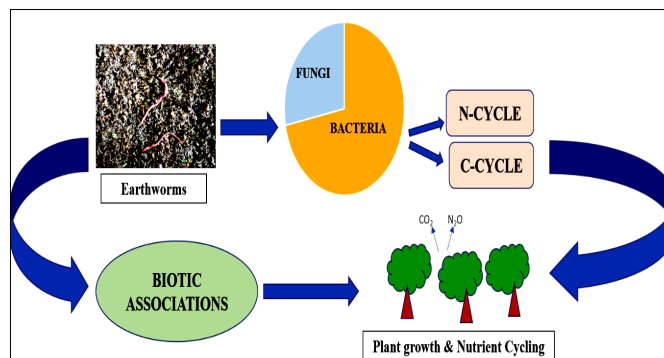 FUNGI
BACTERIA
N-CYCLE
C-CYCLE
Earthworms
CO₂
N₂O
BIOTIC
ASSOCIATIONS
Plant growth & Nutrient Cycling